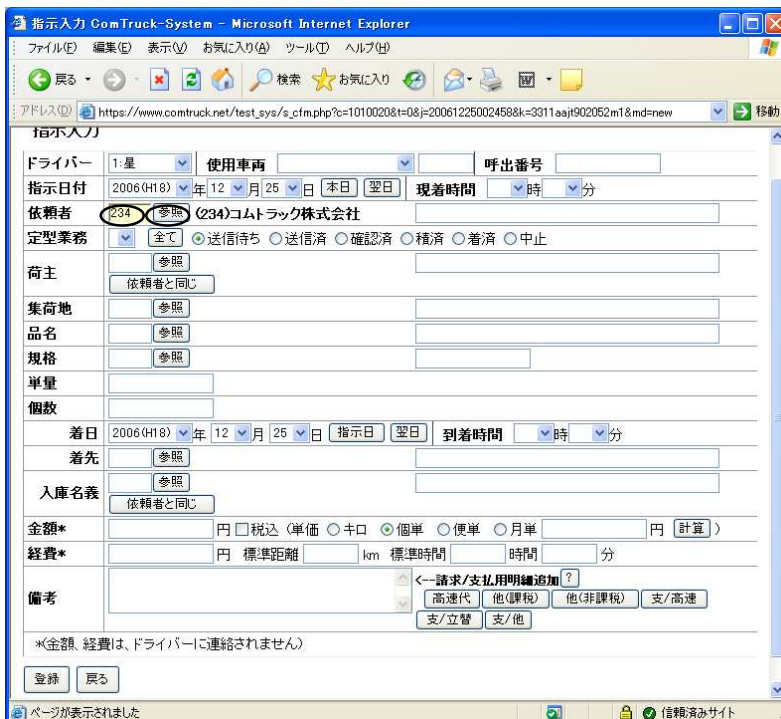 指示入力 ComTruck-System - Microsoft Internet Explorer
ファイル(F) 編集(E) 表示(V) お気に入り(A) ツール(T) ヘルプ(H)
戻る 検索 お気に入り
アドレス(D) https://www.comtruck.net/test_sys/s_cfm.php?c=1010020&t=0&j=20061225002458&k=3311aajt902052m1&md=new 移動
指示入力
ドライバー 1:星 使用車両 呼出番号
指示日付 2006(H18) 年 12 月 25 日 本日 翌日 現着時間 時 分
依頼者 234 参照 (234)コムトラック株式会社
定型業務 全て 送信待ち 送信済 確認済 積済 着済 中止
荷主 参照
依頼者と同じ
集荷地 参照
品名 参照
規格 参照
単量
個数
着日 2006(H18) 年 12 月 25 日 指示日 翌日 到着時間 時 分
着先 参照
入庫名義 参照
依頼者と同じ
金額* 円 税込 (単価 キロ 個単 便単 月単 円 計算 )
経費* 円 標準距離 km 標準時間 時間 分
備考 <--請求/支払用明細追加 ?
高速代 他(課税) 他(非課税) 支/高速
支/立替 支/他
*(金額、経費は、ドライバーに連絡されません)
登録 戻る
ページが表示されました 信頼済みサイト